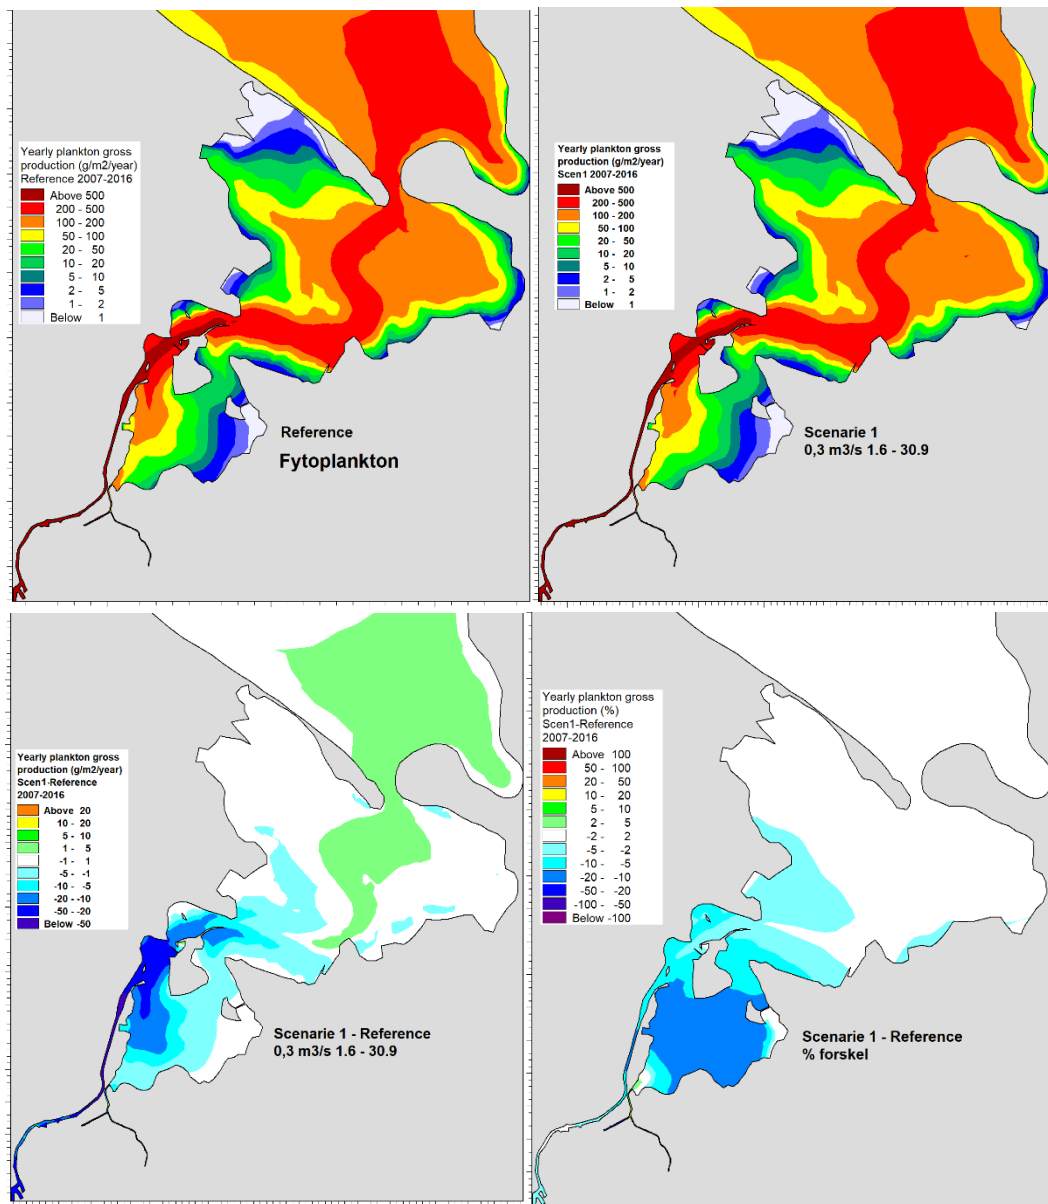 Yearly plankton gross
production (g/m2/year)
Reference 2007-2016
Above 500
200 - 500
100 - 200
50 - 100
20 - 50
10 - 20
5 - 10
2 - 5
1 - 2
Below 1
Reference
Fytoplankton
Yearly plankton gross
production (g/m2/year)
Scen1 2007-2016
Above 500
200 - 500
100 - 200
50 - 100
20 - 50
10 - 20
5 - 10
2 - 5
1 - 2
Below 1
Scenarie 1
0,3 m3/s 1.6 - 30.9
Yearly plankton gross
production (g/m2/year)
Scen1-Reference
2007-2016
Above 20
10 - 20
5 - 10
1 - 5
-1 - 1
-5 - -1
-10 - -5
-20 - -10
-50 - -20
Below -50
Scenarie 1 - Reference
0,3 m3/s 1.6 - 30.9
Yearly plankton gross
production (%)
Scen1-Reference
2007-2016
Above 100
50 - 100
20 - 50
10 - 20
5 - 10
2 - 5
-2 - 2
-5 - -2
-10 - -5
-20 - -10
-50 - -20
-100 - -50
Below -100
Scenarie 1 - Reference
% forskel